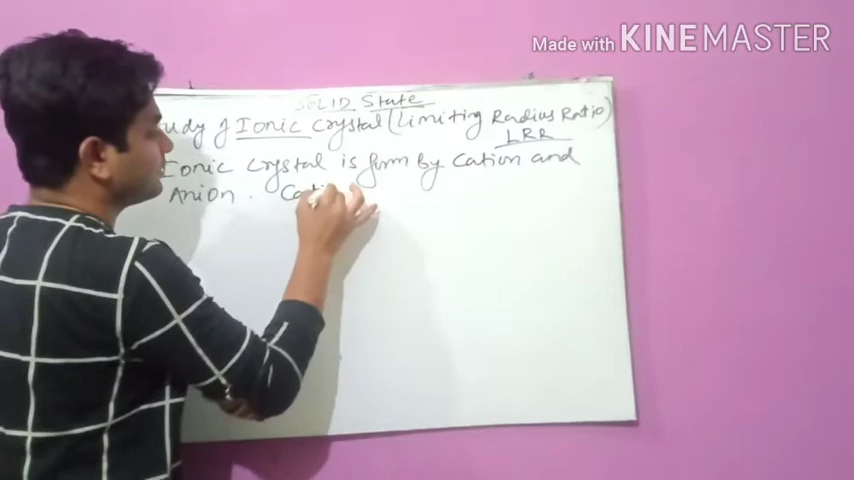 Made with KINEMASTER
SOLID State
udy of Ionic Crystal (Limiting Radius Ratio)
LRR
Ionic Crystal is form by Cation and
Anion. Cati